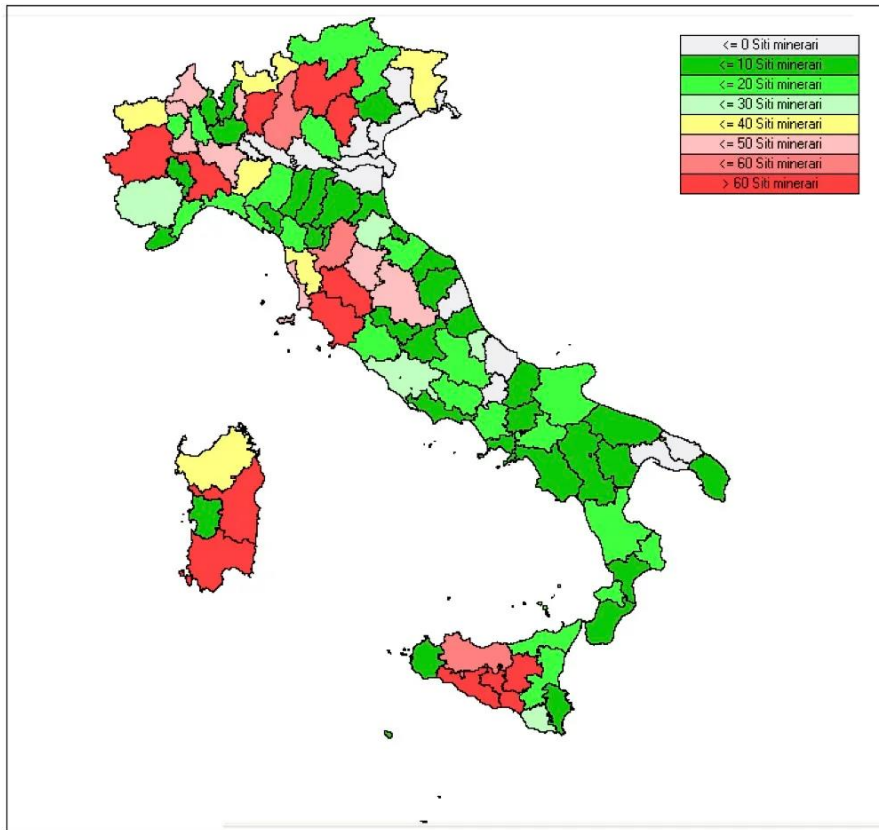 <= 0 Siti minerari
<= 10 Siti minerari
<= 20 Siti minerari
<= 30 Siti minerari
<= 40 Siti minerari
<= 50 Siti minerari
<= 60 Siti minerari
> 60 Siti minerari